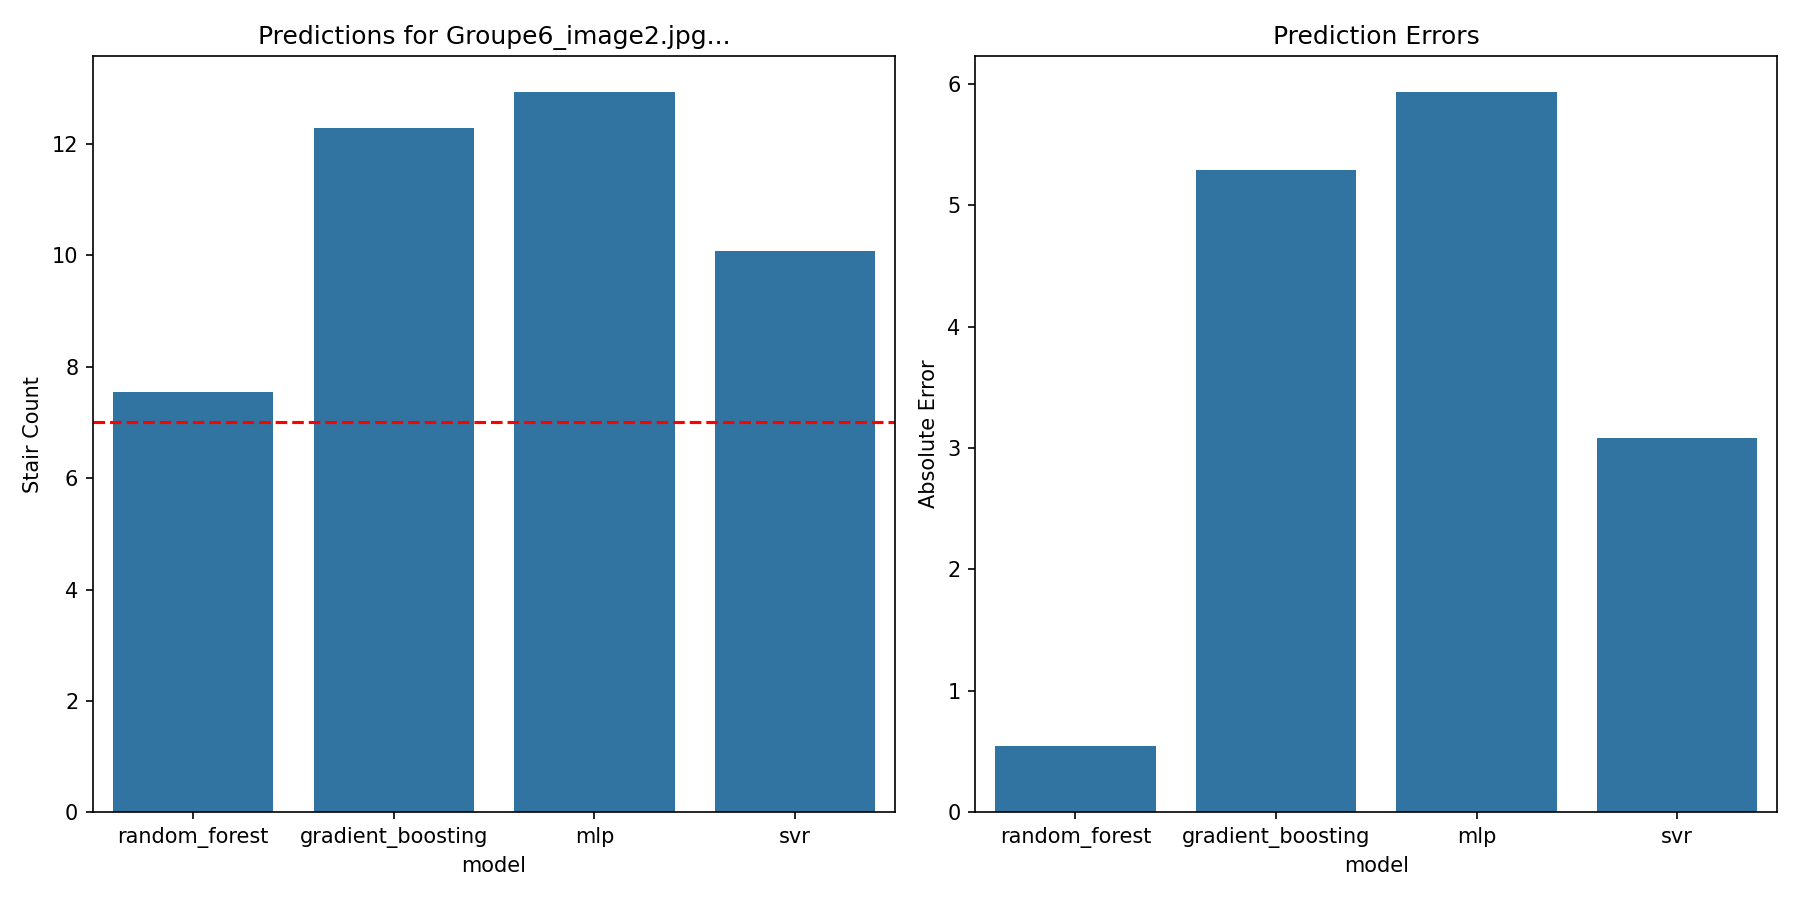 Predictions for Groupe6_image2.jpg...
Stair Count
12
10
8
6
4
2
0
random_forest gradient_boosting mlp svr
model
Prediction Errors
Absolute Error
6
5
4
3
2
1
0
random_forest gradient_boosting mlp svr
model